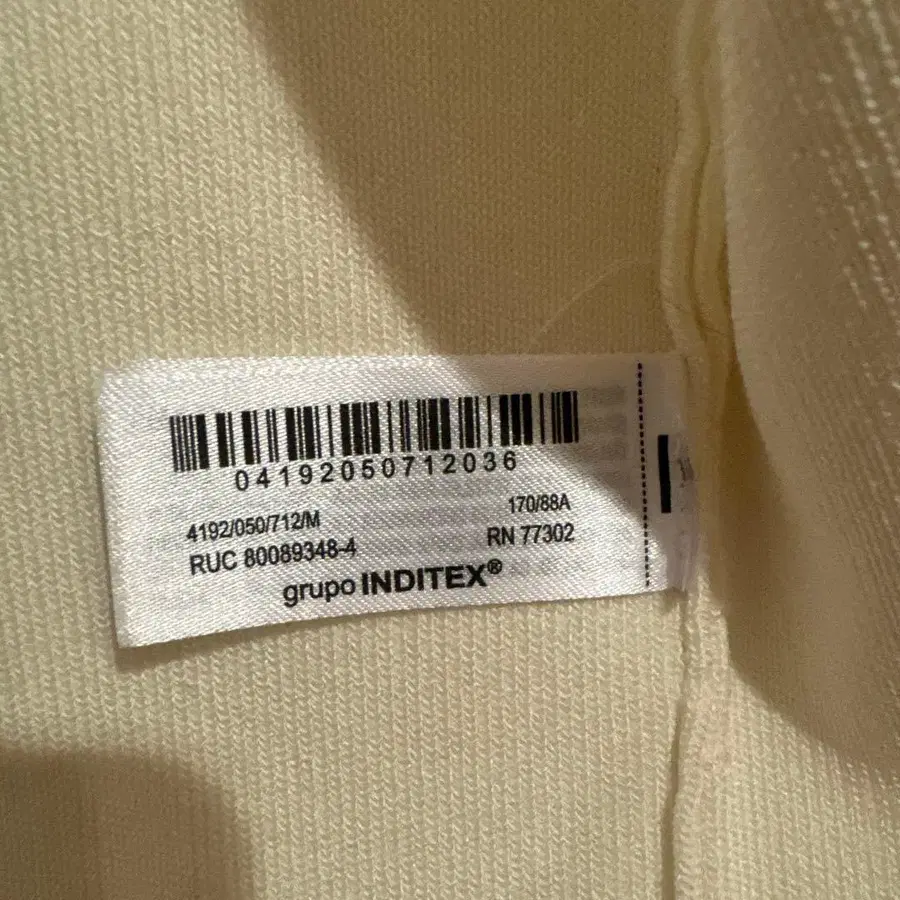 04192050712036
4192/050/712/M 170/88A
RUC 80089348-4 RN 77302
grupo INDITEX®